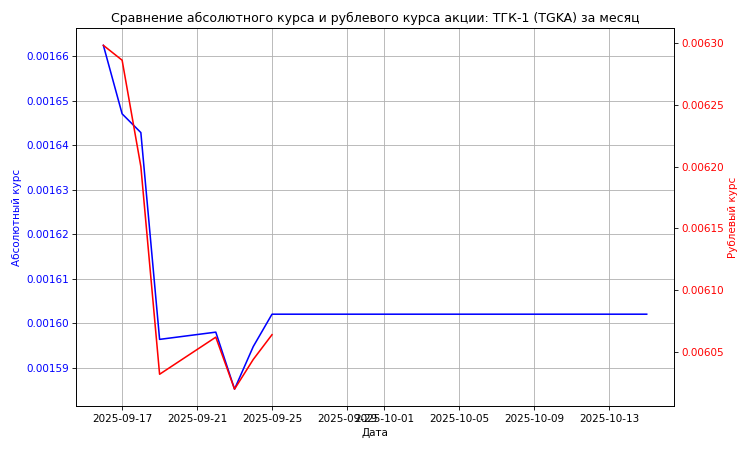 Сравнение абсолютного курса и рублевого курса акции: ТГК-1 (TGKA) за месяц
0.00166
0.00165
0.00164
0.00163
0.00162
0.00161
0.00160
0.00159
Абсолютный курс
0.00630
0.00625
0.00620
0.00615
0.00610
0.00605
Рублевый курс
2025-09-17 2025-09-21 2025-09-25 2025-09-29 2025-10-01 2025-10-05 2025-10-09 2025-10-13
Дата